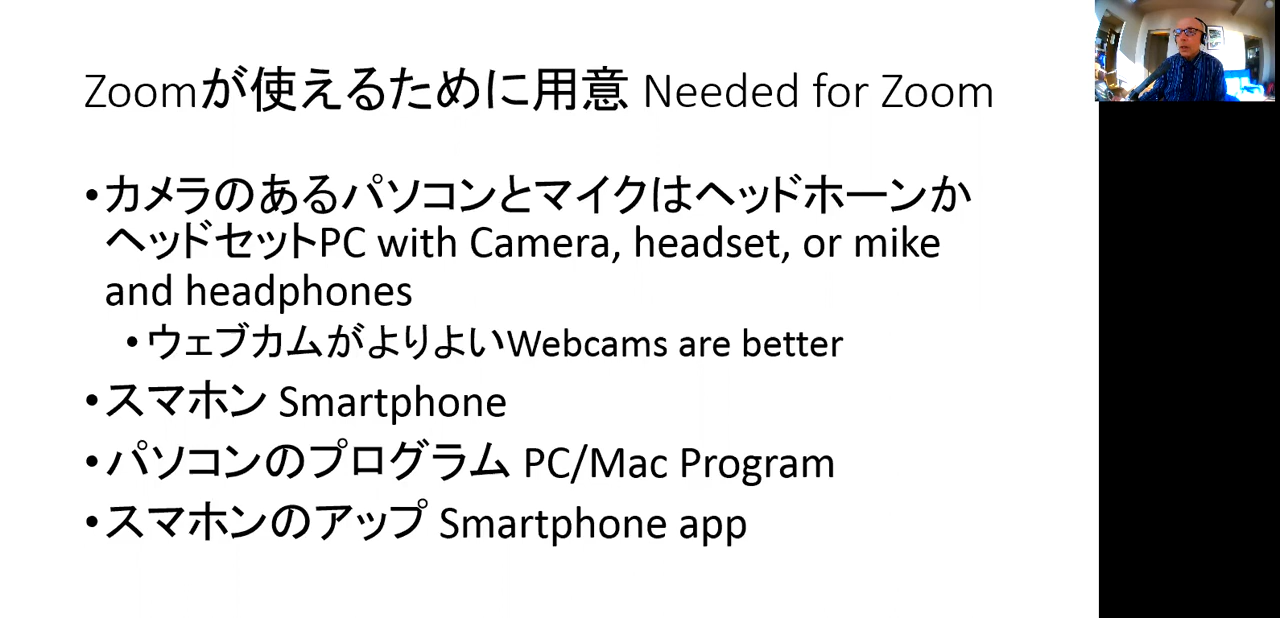 Zoomが使えるために用意 Needed for Zoom
•カメラのあるパソコンとマイクはヘッドホーンか
ヘッドセットPC with Camera, headset, or mike
and headphones
•ウェブカムがよりよいWebcams are better
•スマホン Smartphone
•パソコンのプログラム PC/Mac Program
•スマホンのアップ Smartphone app